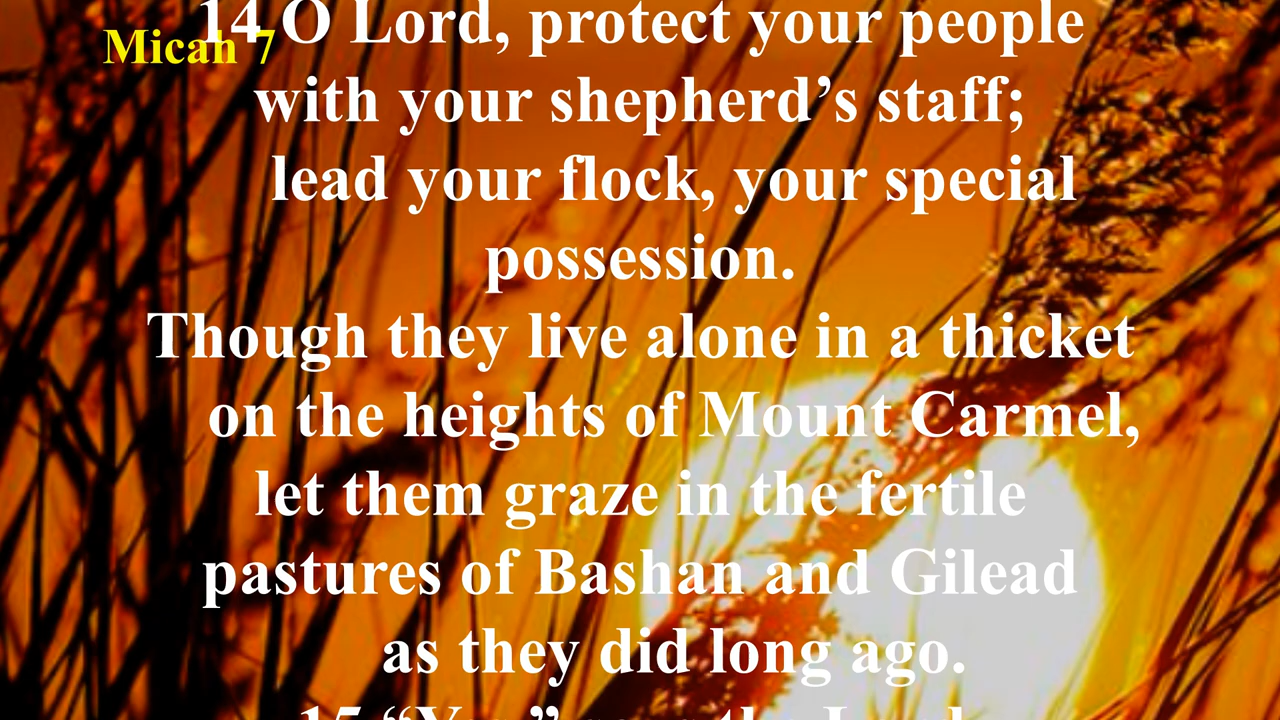 Micah 7
14 O Lord, protect your people
with your shepherd’s staff;
lead your flock, your special
possession.
Though they live alone in a thicket
on the heights of Mount Carmel,
let them graze in the fertile
pastures of Bashan and Gilead
as they did long ago.
15 “Yes,” says the Lord,